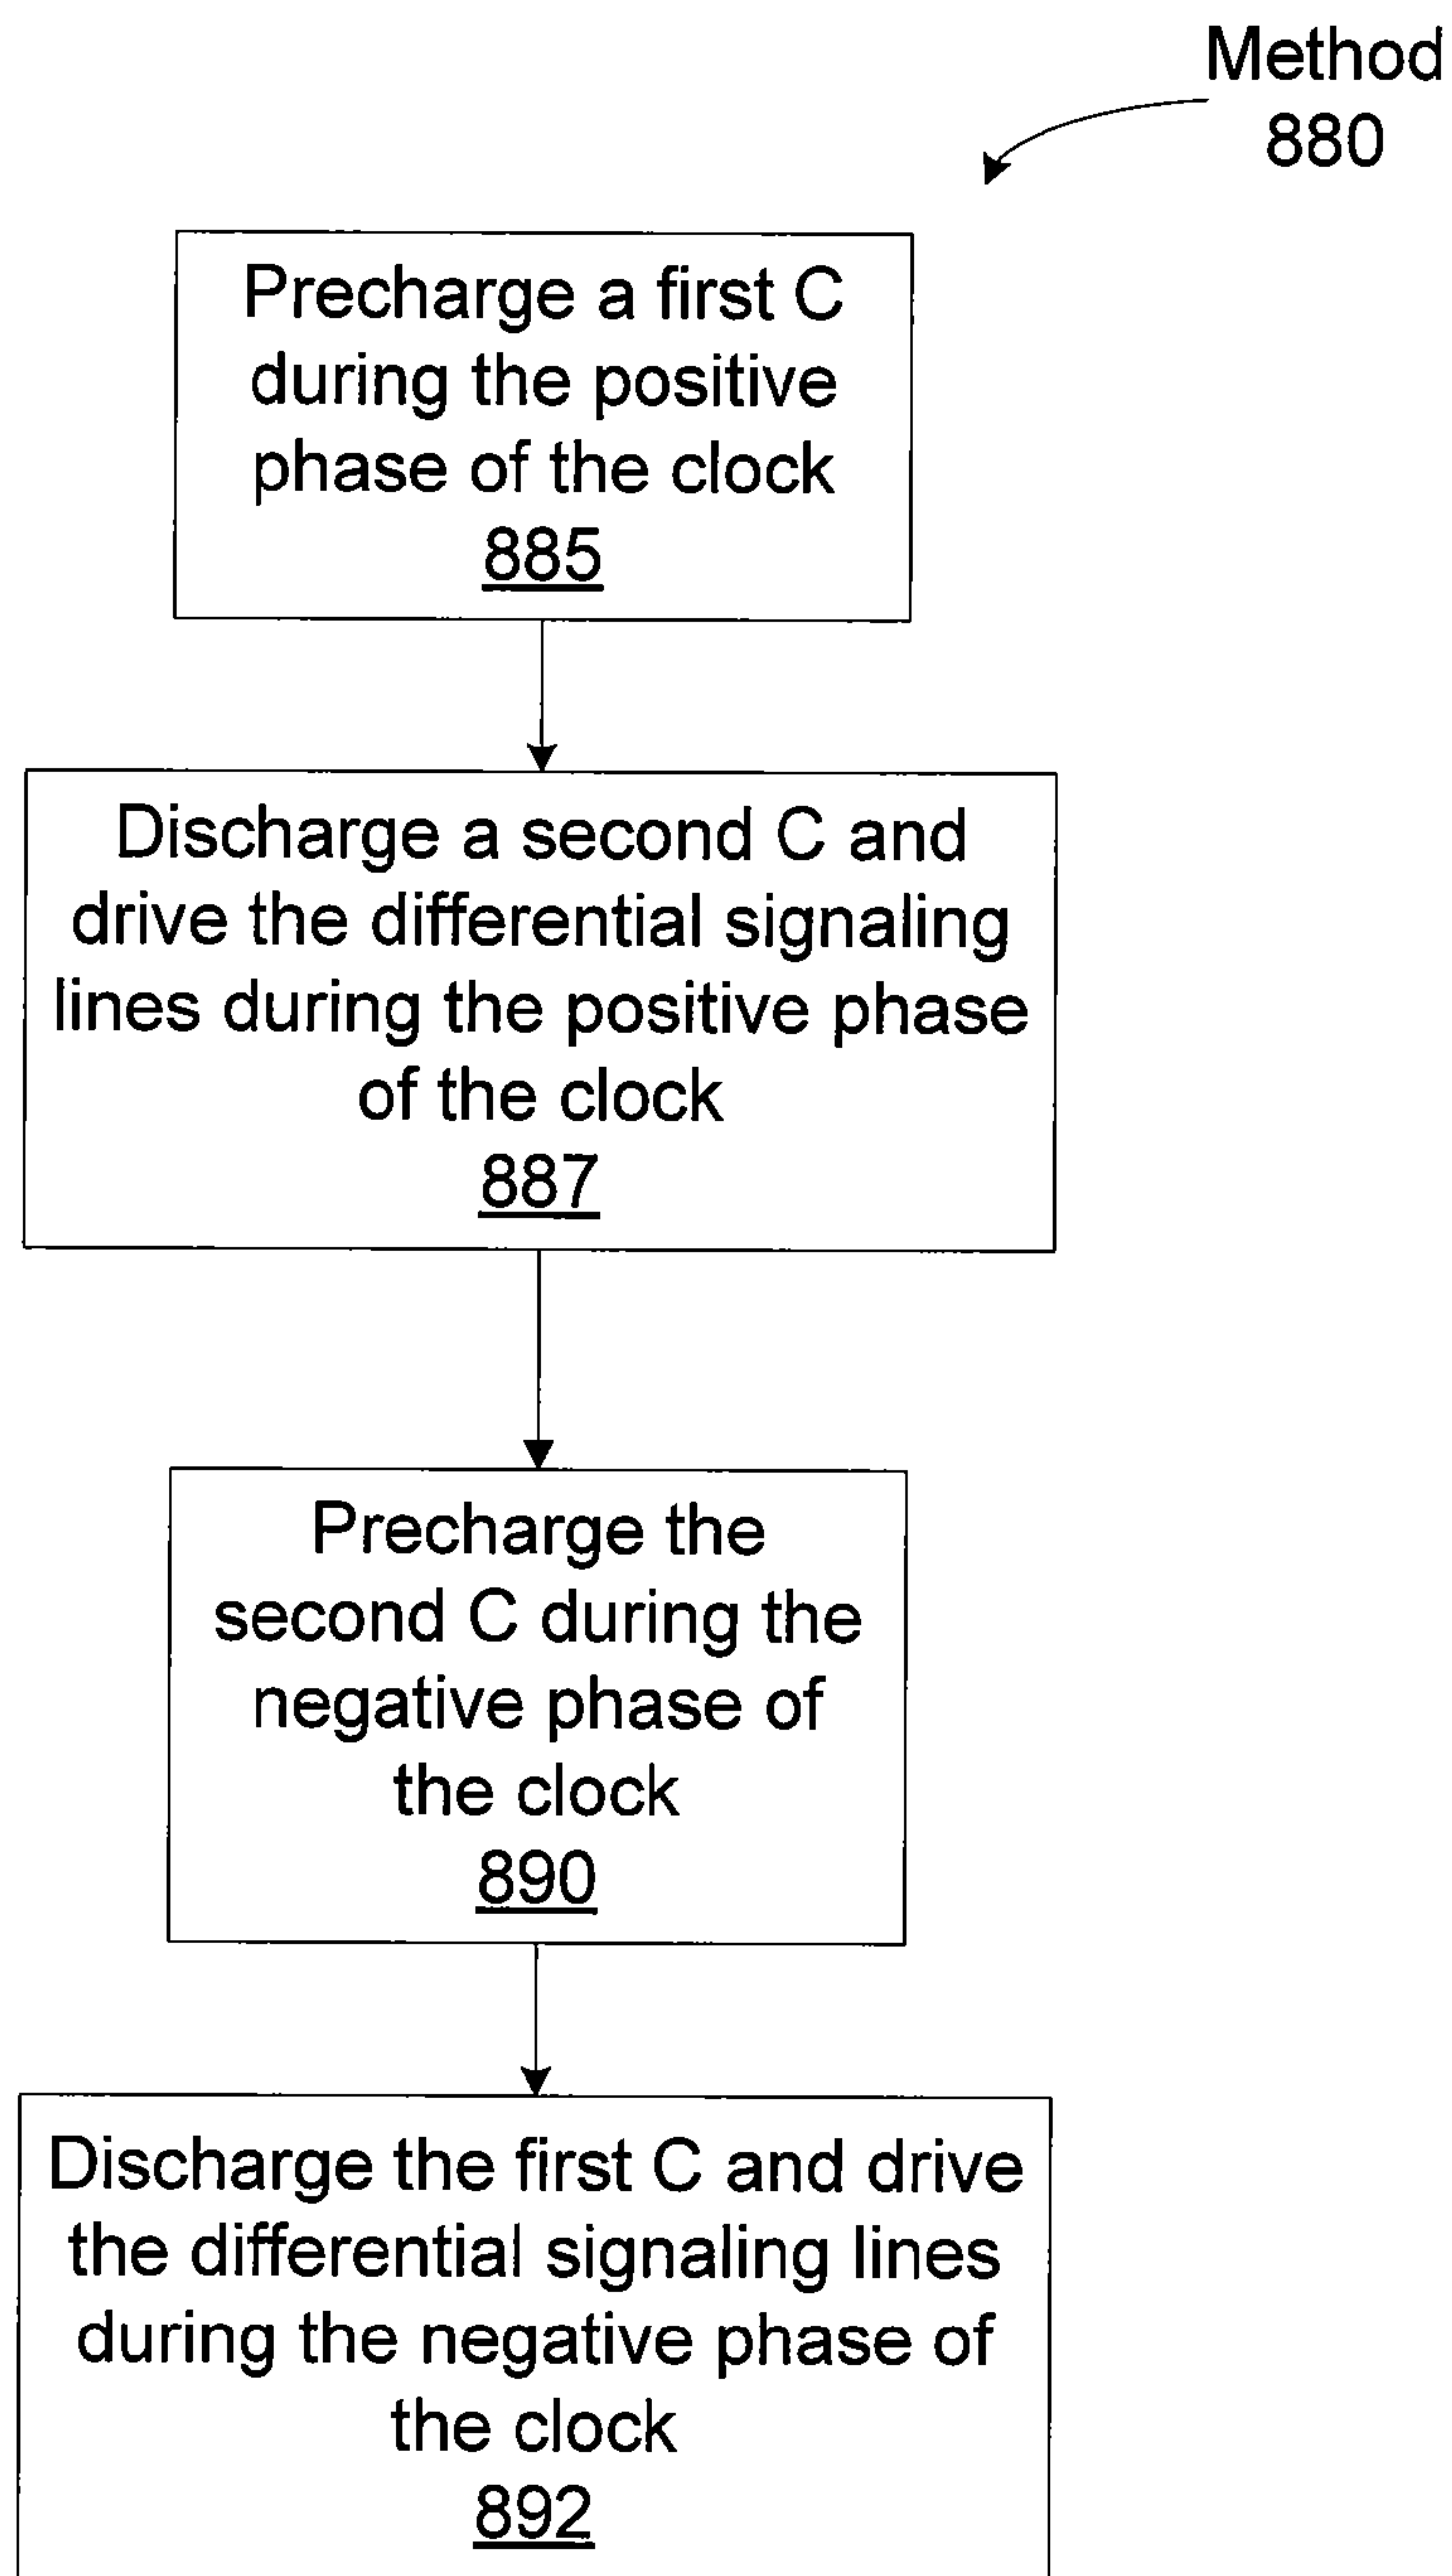 Method
880
Precharge a first C
during the positive
phase of the clock
885
Discharge a second C and
drive the differential signaling
lines during the positive phase
of the clock
887
Precharge the
second C during the
negative phase of
the clock
890
Discharge the first C and drive
the differential signaling lines
during the negative phase of
the clock
892